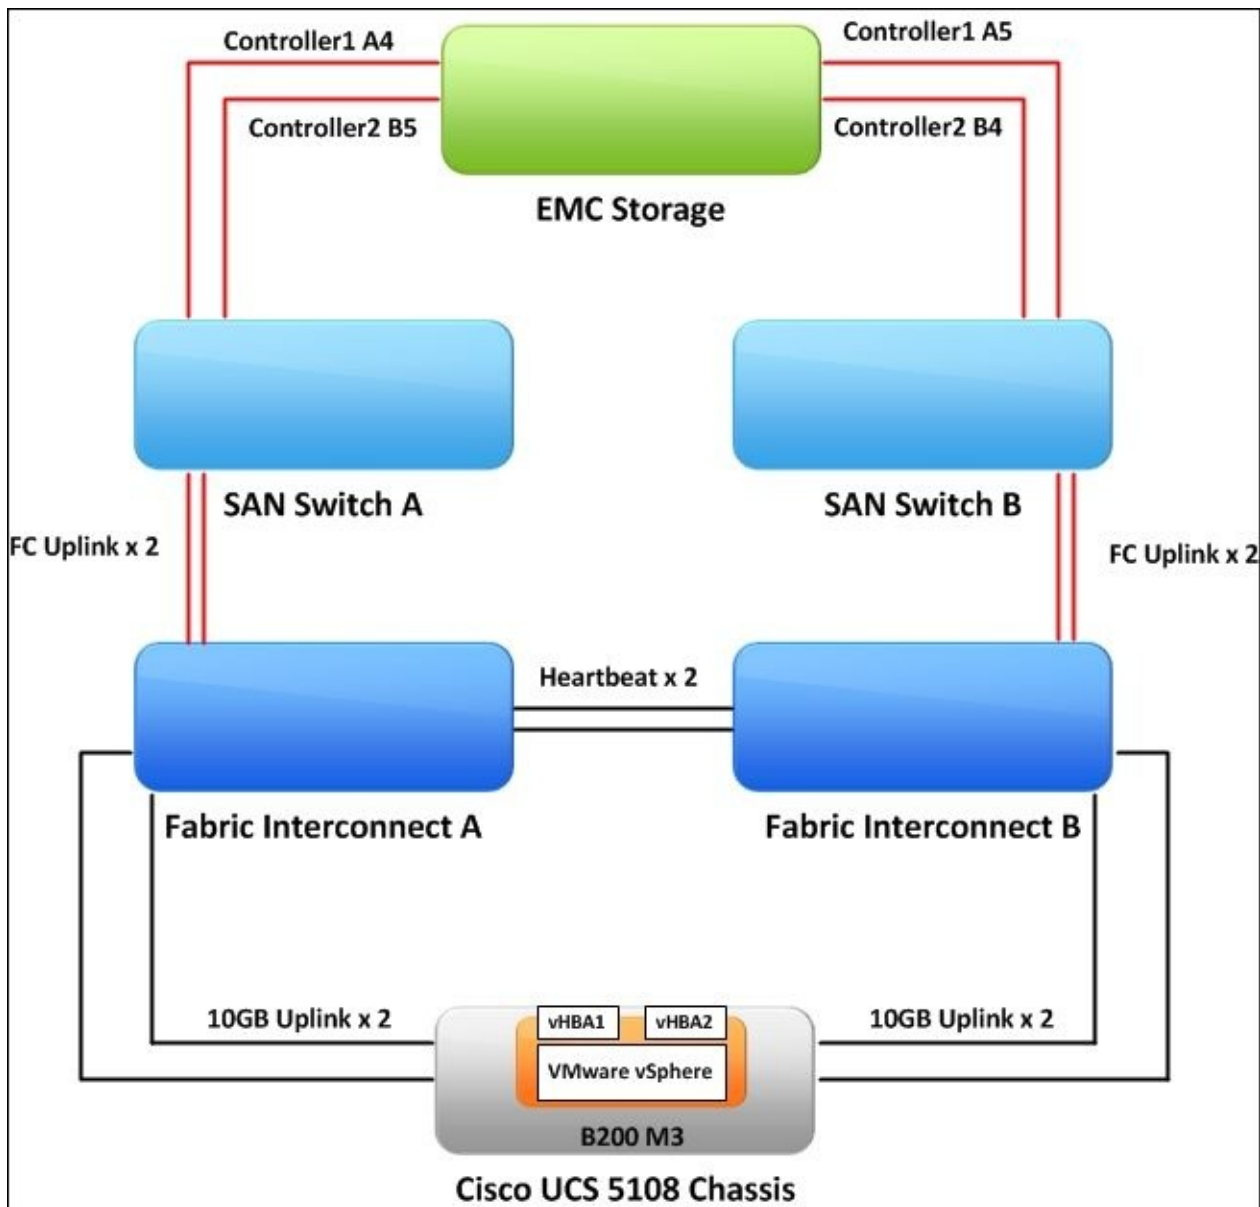 Controller1 A4
Controller1 A5
Controller2 B5
Controller2 B4
EMC Storage
SAN Switch A
SAN Switch B
FC Uplink x 2
FC Uplink x 2
Heartbeat x 2
Fabric Interconnect A
Fabric Interconnect B
10GB Uplink x 2
vHBA1
vHBA2
10GB Uplink x 2
VMware vSphere
B200 M3
Cisco UCS 5108 Chassis